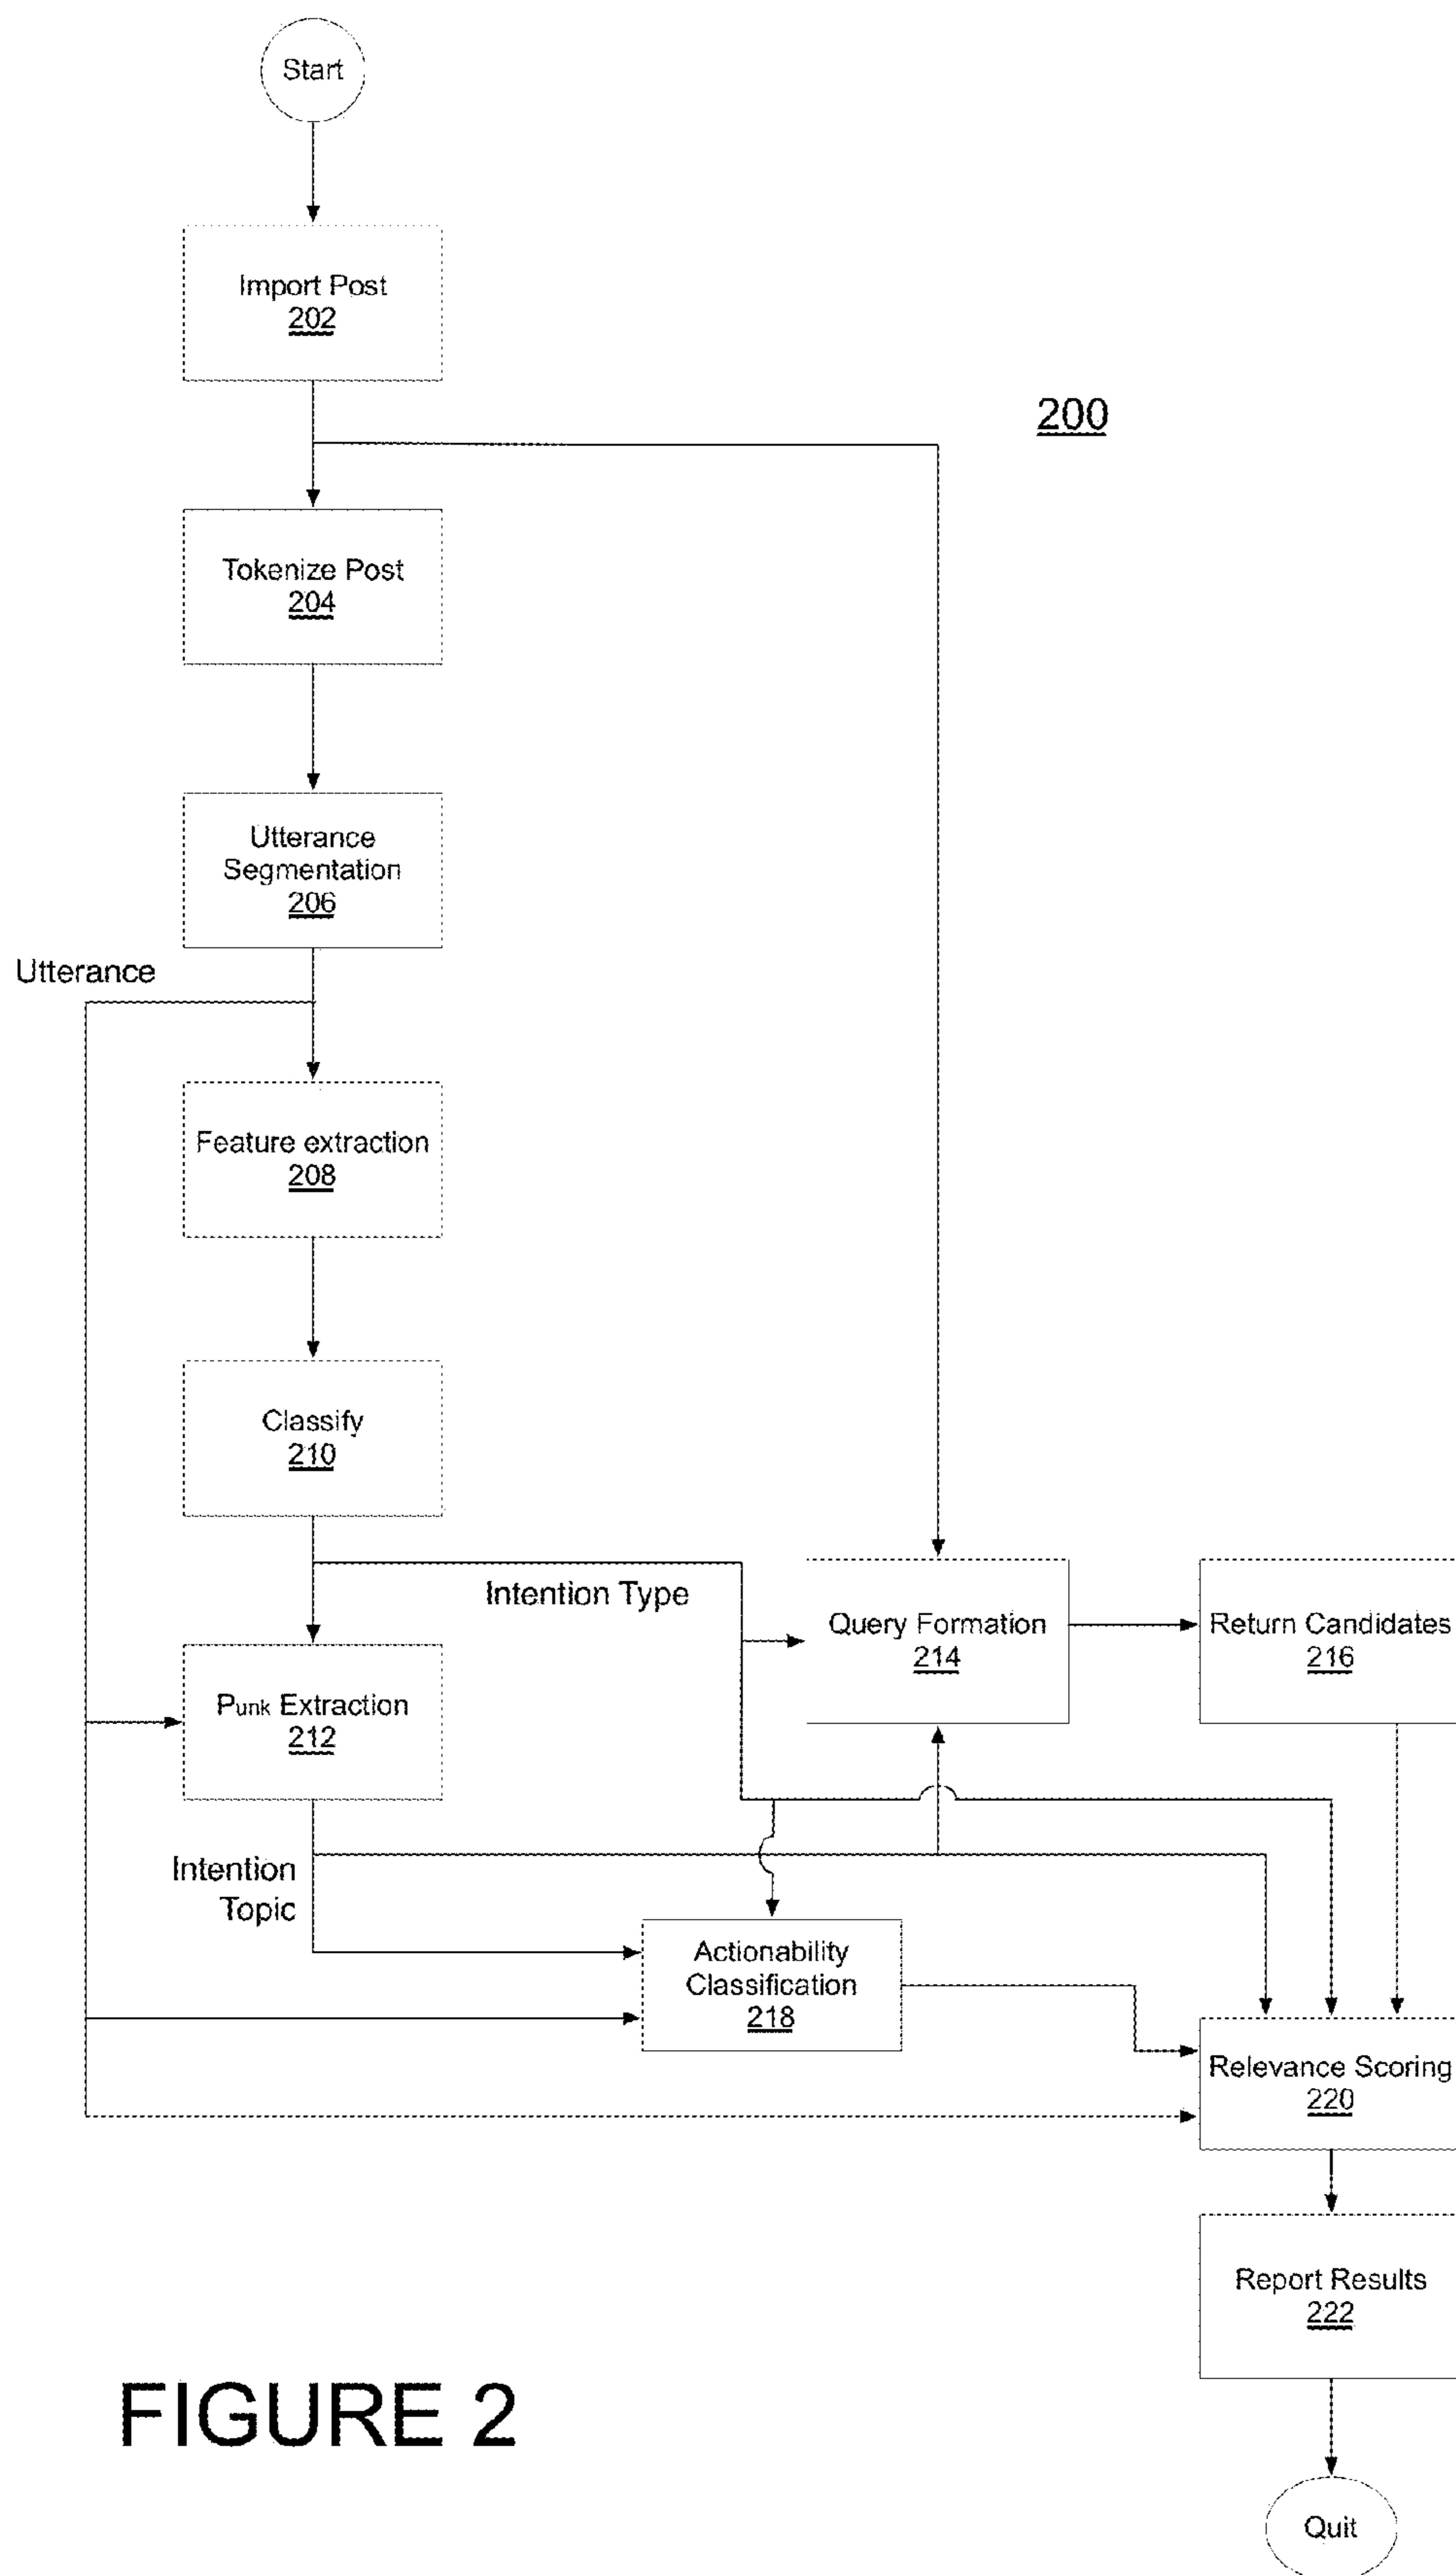 Start
Import Post
202
200
Tokenize Post
204
Utterance
Segmentation
206
Utterance
Feature extraction
208
Classify
210
Intention Type
Query Formation
214
Return Candidates
216
Punk Extraction
212
Intention
Topic
Actionability
Classification
218
Relevance Scoring
220
Report Results
222
FIGURE 2
Quit